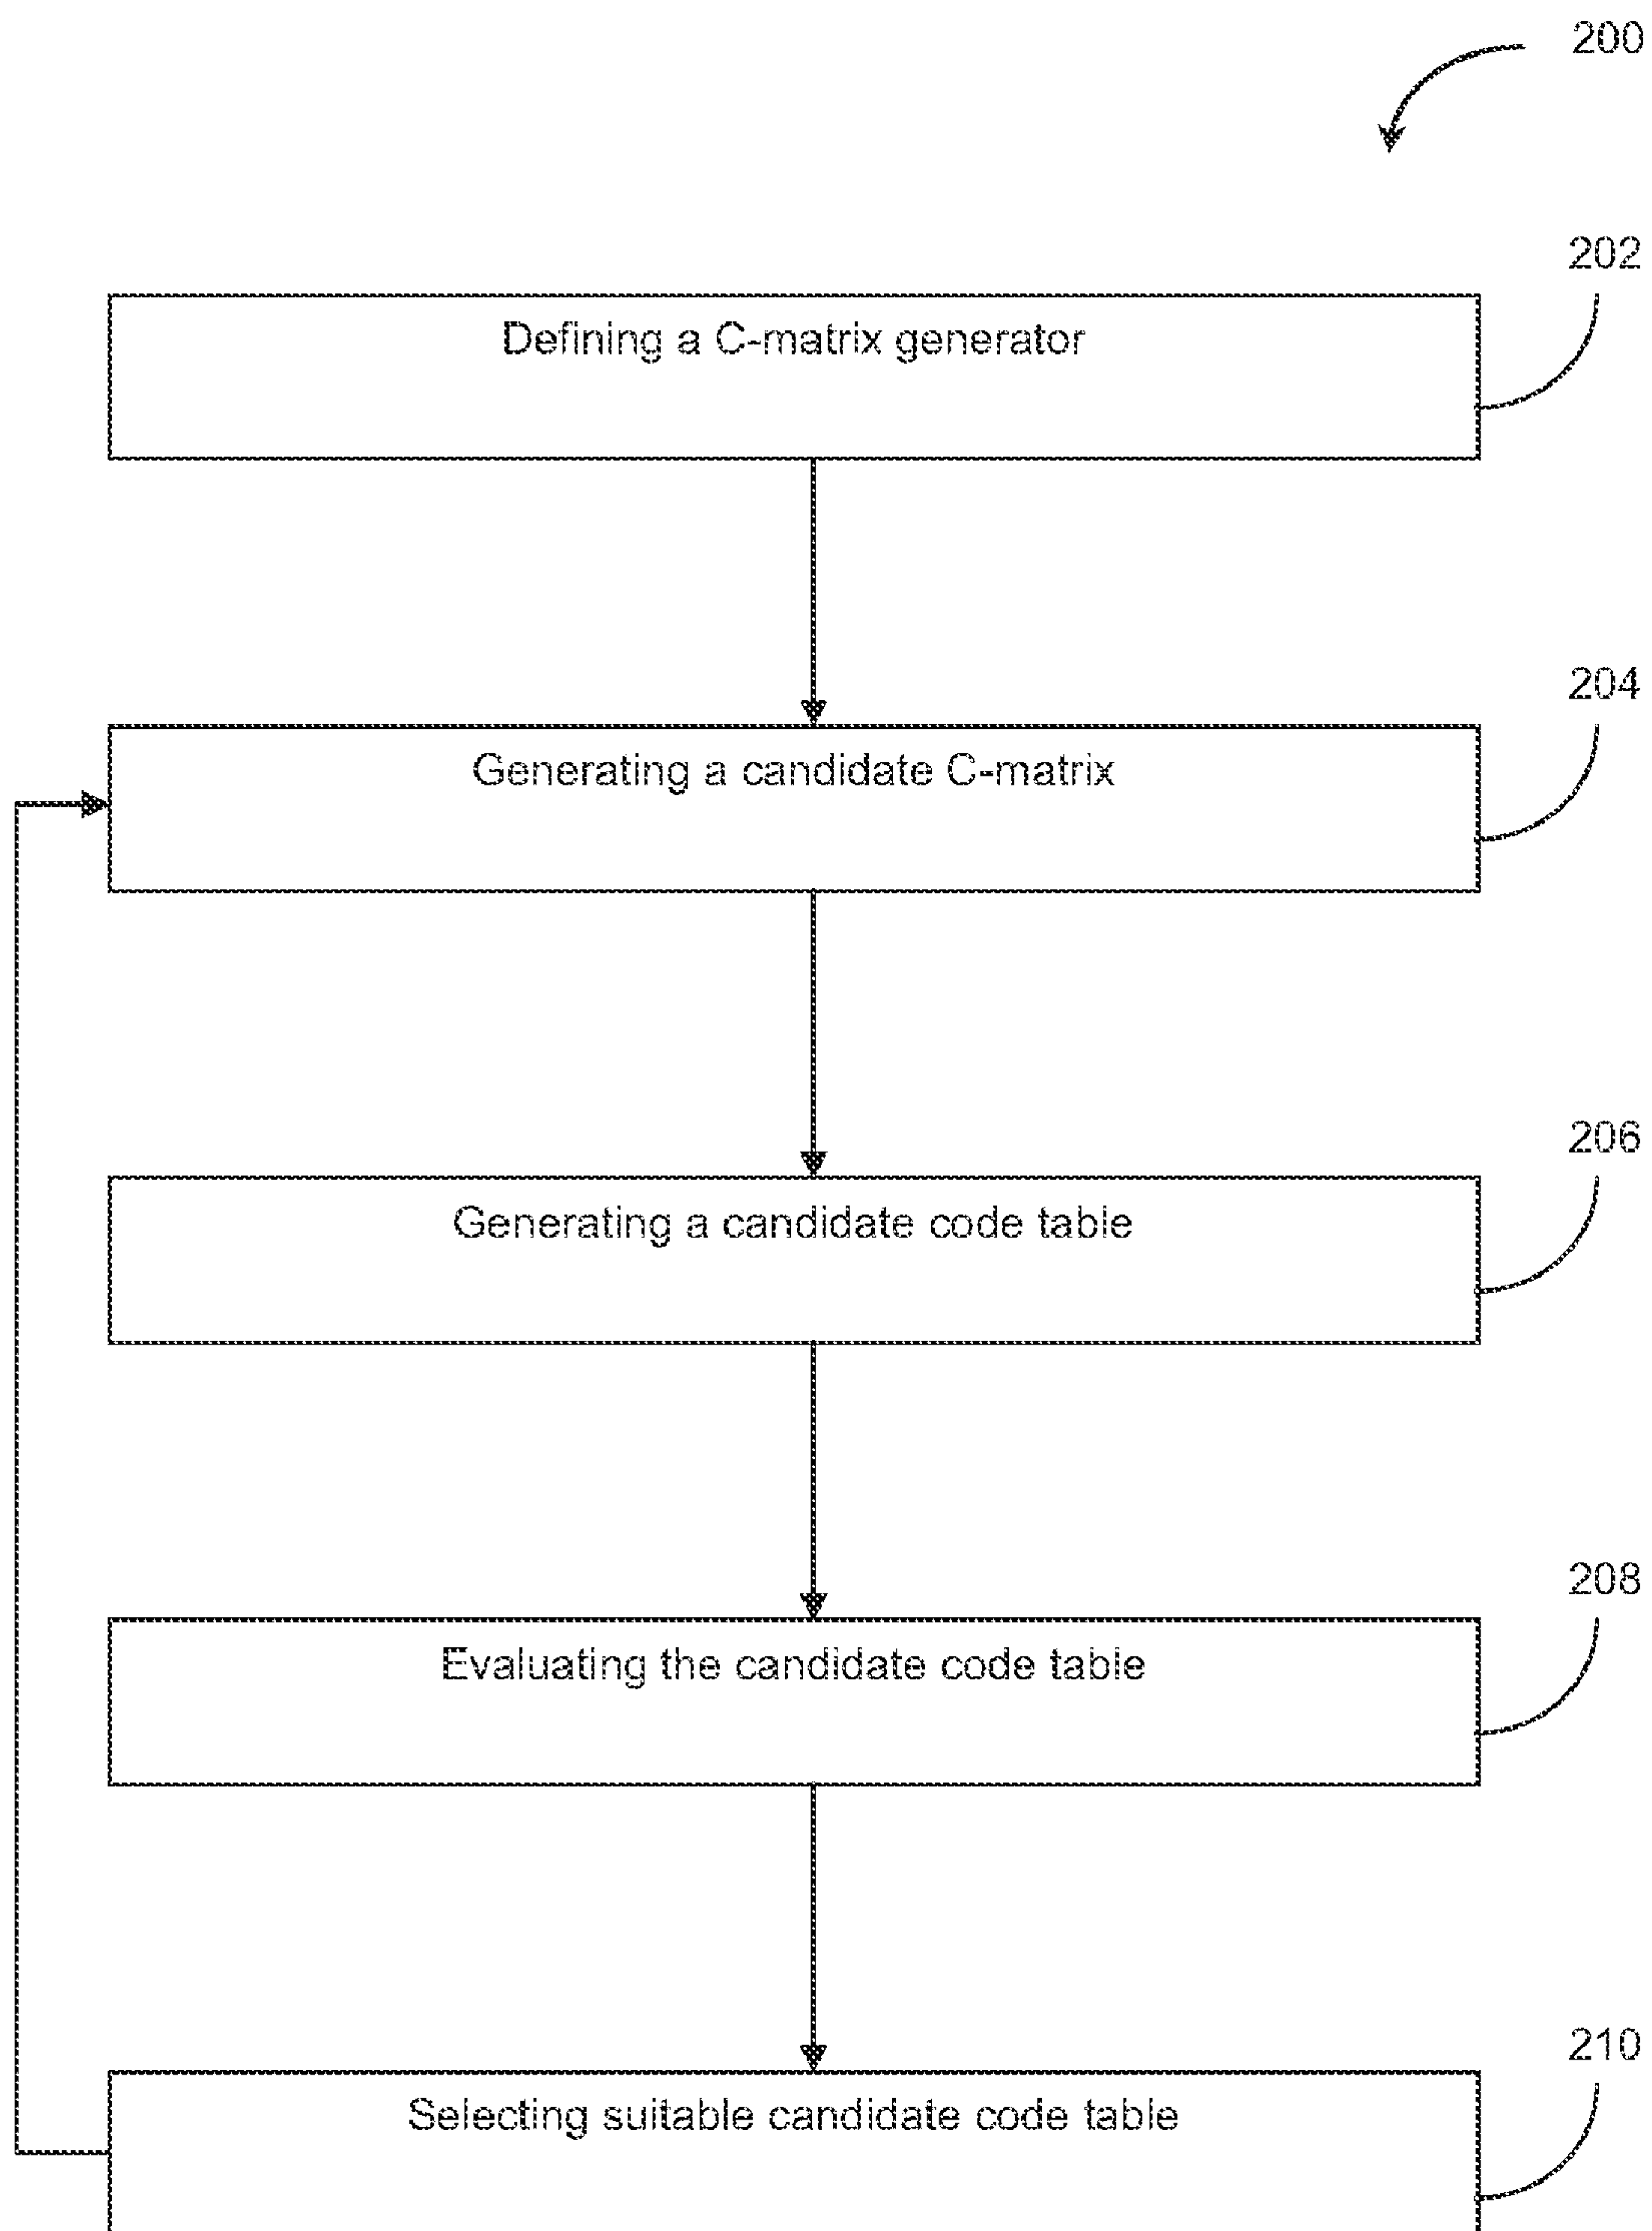 200
202
Defining a C-matrix generator
204
Generating a candidate C-matrix
206
Generating a candidate code table
208
Evaluating the candidate code table
210
Selecting suitable candidate code table